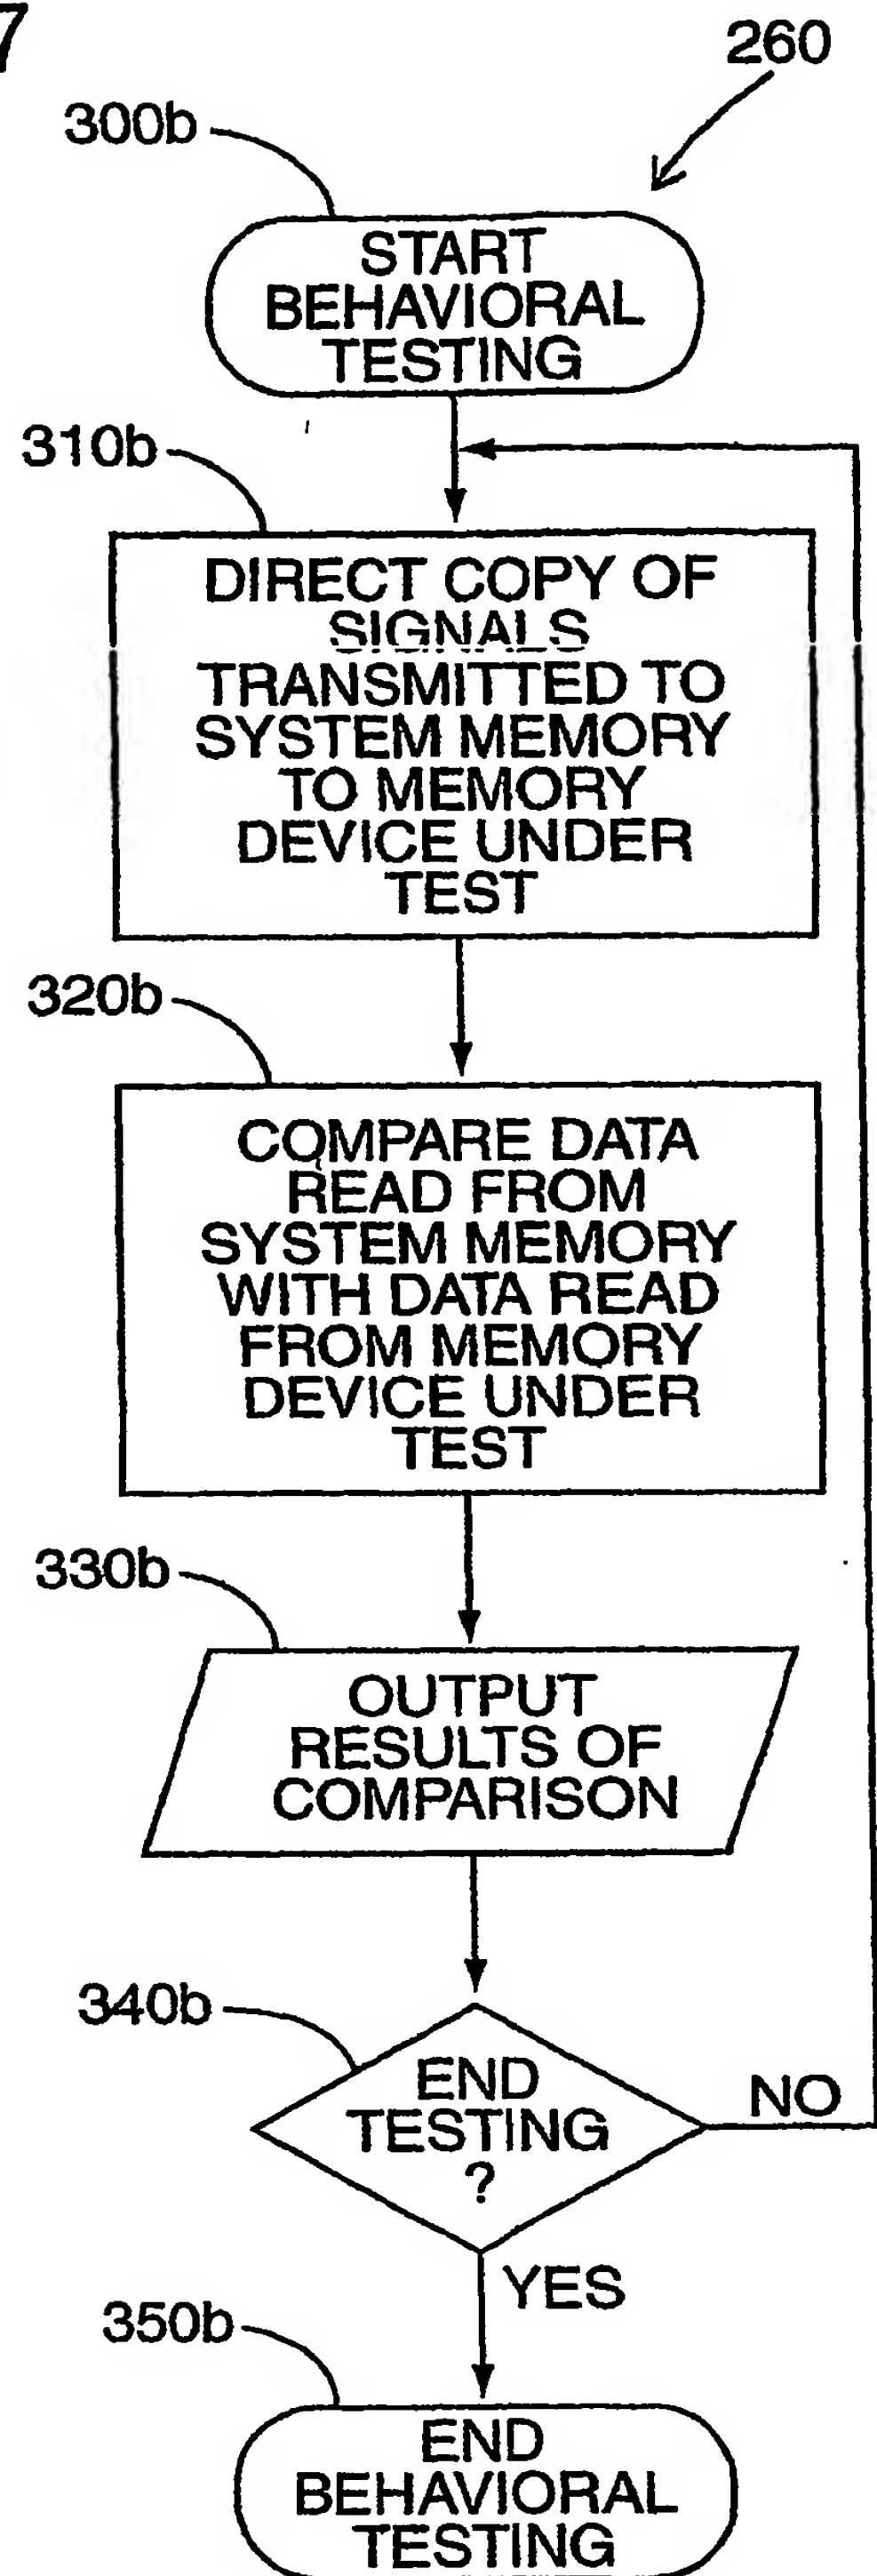 7
260
300b
START
BEHAVIORAL
TESTING
310b
DIRECT COPY OF
SIGNALS
TRANSMITTED TO
SYSTEM MEMORY
TO MEMORY
DEVICE UNDER
TEST
320b
COMPARE DATA
READ FROM
SYSTEM MEMORY
WITH DATA READ
FROM MEMORY
DEVICE UNDER
TEST
330b
OUTPUT
RESULTS OF
COMPARISON
340b
END
TESTING
?
NO
YES
350b
END
BEHAVIORAL
TESTING